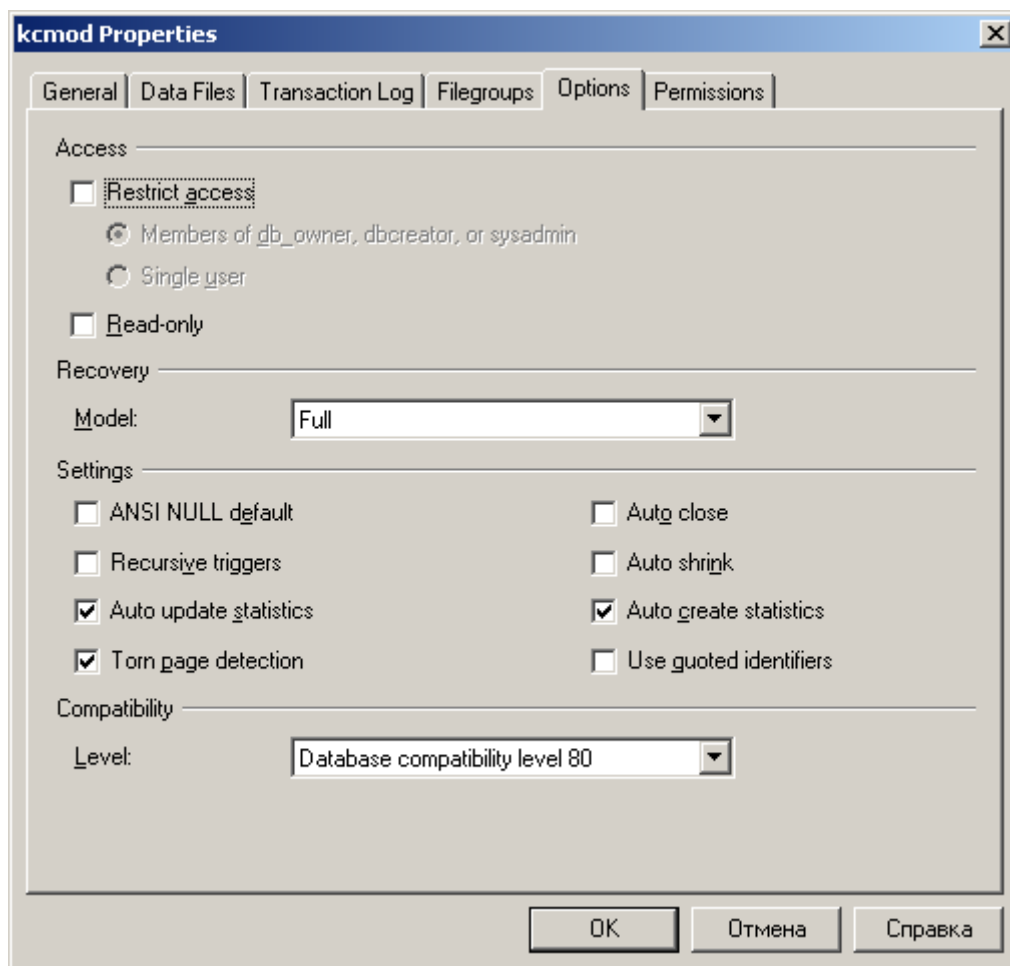 kcmod Properties
General Data Files Transaction Log Filegroups Options Permissions
Access
Restrict access
Members of db_owner, dbcreator, or sysadmin
Single user
Read-only
Recovery
Model: Full
Settings
ANSI NULL default Auto close
Recursive triggers Auto shrink
Auto update statistics Auto create statistics
Torn page detection Use quoted identifiers
Compatibility
Level: Database compatibility level 80
OK Отмена Справка